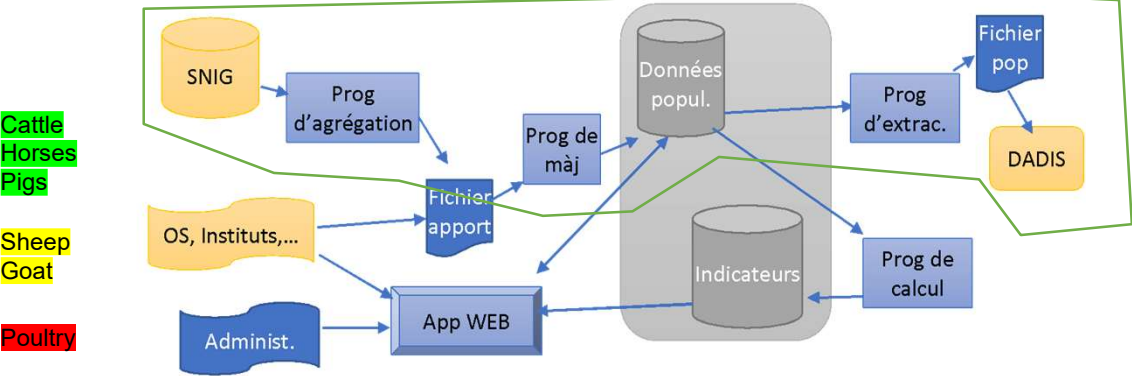 Cattle
Horses
Pigs
Sheep
Goat
Poultry
SNIG
Prog
d'agrégation
Fichier
apport
Prog de
màj
Données
popul.
Prog
d'extrac.
Fichier
pop
DADIS
OS, Instituts,...
Administ.
App WEB
Indicateurs
Prog de
calcul